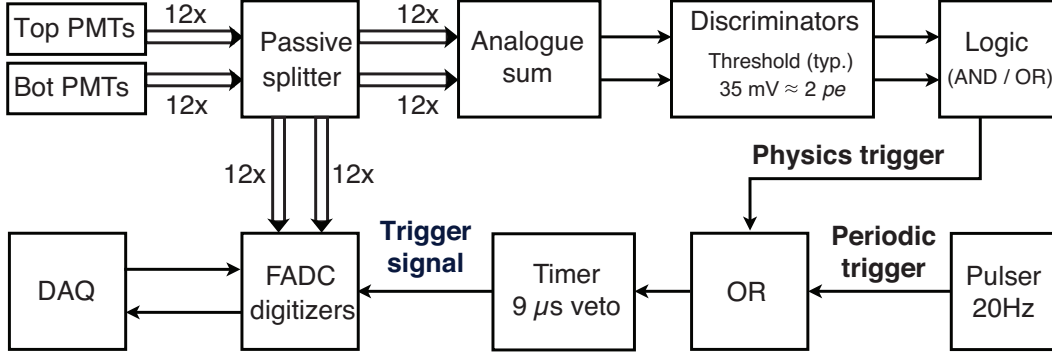 Top PMTs
12x
Bot PMTs
12x
Passive
splitter
12x
12x
Analogue
sum
Discriminators
Threshold (typ.)
35 mV ≈ 2 pe
Logic
(AND / OR)
12x
12x
Physics trigger
DAQ
FADC
digitizers
Trigger
signal
Timer
9 µs veto
OR
Periodic
trigger
Pulser
20Hz